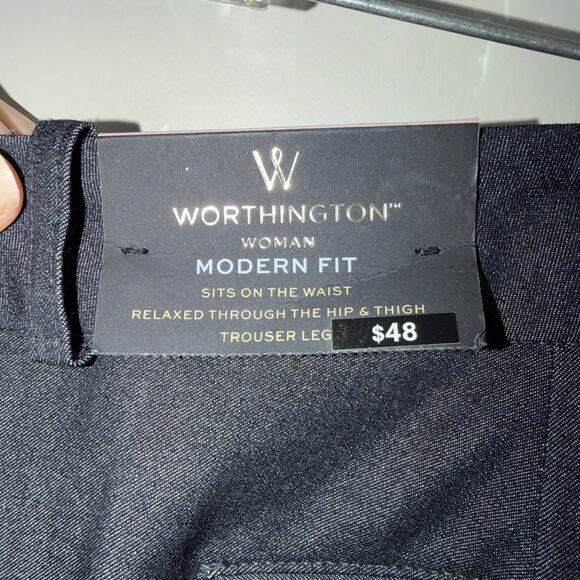 W
WORTHINGTON™
WOMAN
MODERN FIT
SITS ON THE WAIST
RELAXED THROUGH THE HIP & THIGH
TROUSER LEG
$48